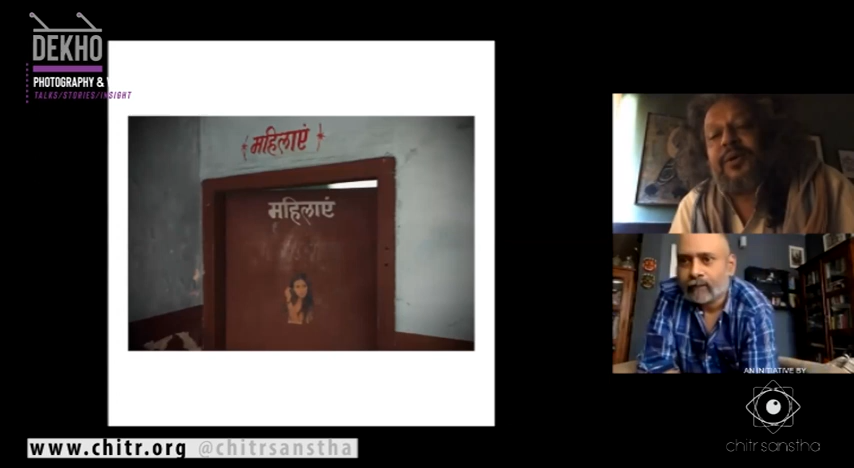 DEKHO
PHOTOGRAPHY &
TALKS/STORIES/INSIGHT
महिलाएं
महिलाएं
AN INITIATIVE BY
chitrsanstha
www.chitr.org @chitrsanstha